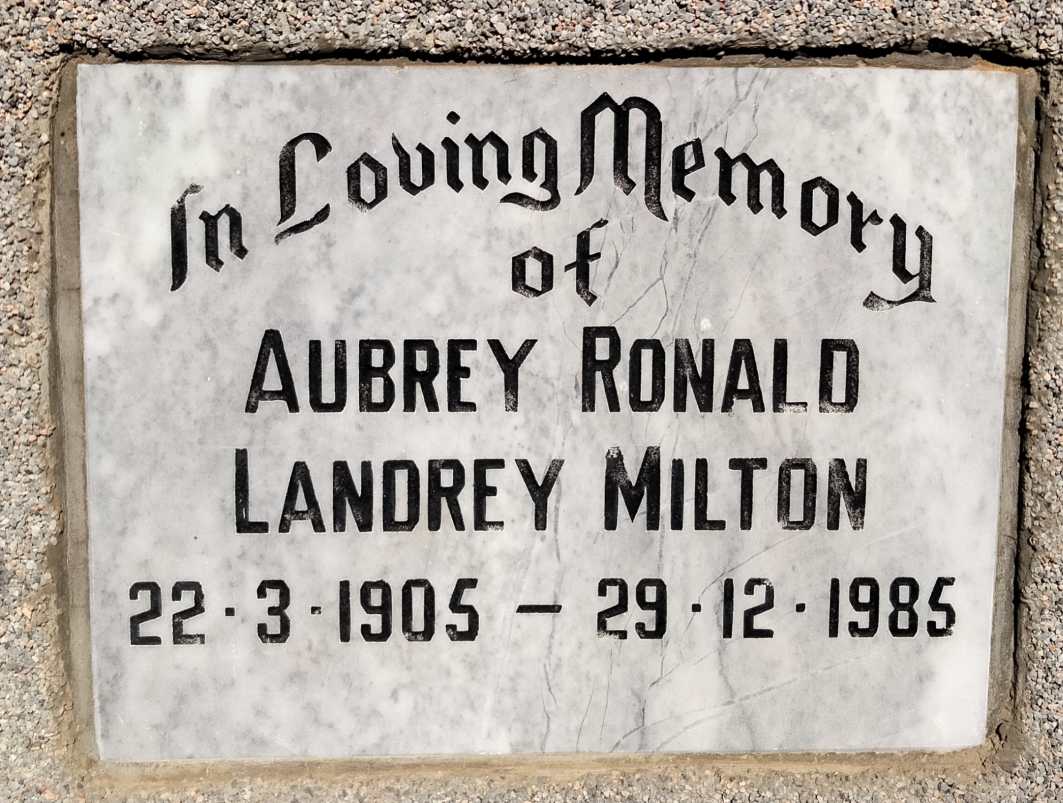 In Loving Memory
of
AUBREY RONALD
LANDREY MILTON
22·3·1905 – 29·12·1985